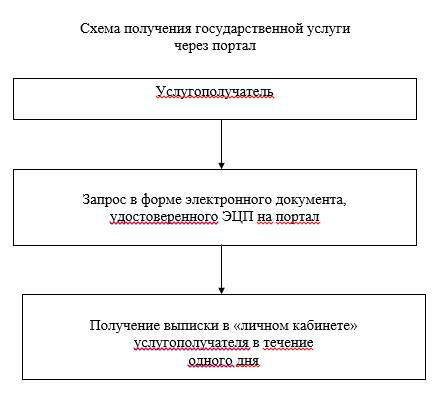 Схема получения государственной услуги
через портал
Услугополучатель
Запрос в форме электронного документа,
удостоверенного ЭЦП на портал
Получение выписки в «личном кабинете»
услугополучателя в течение
одного дня